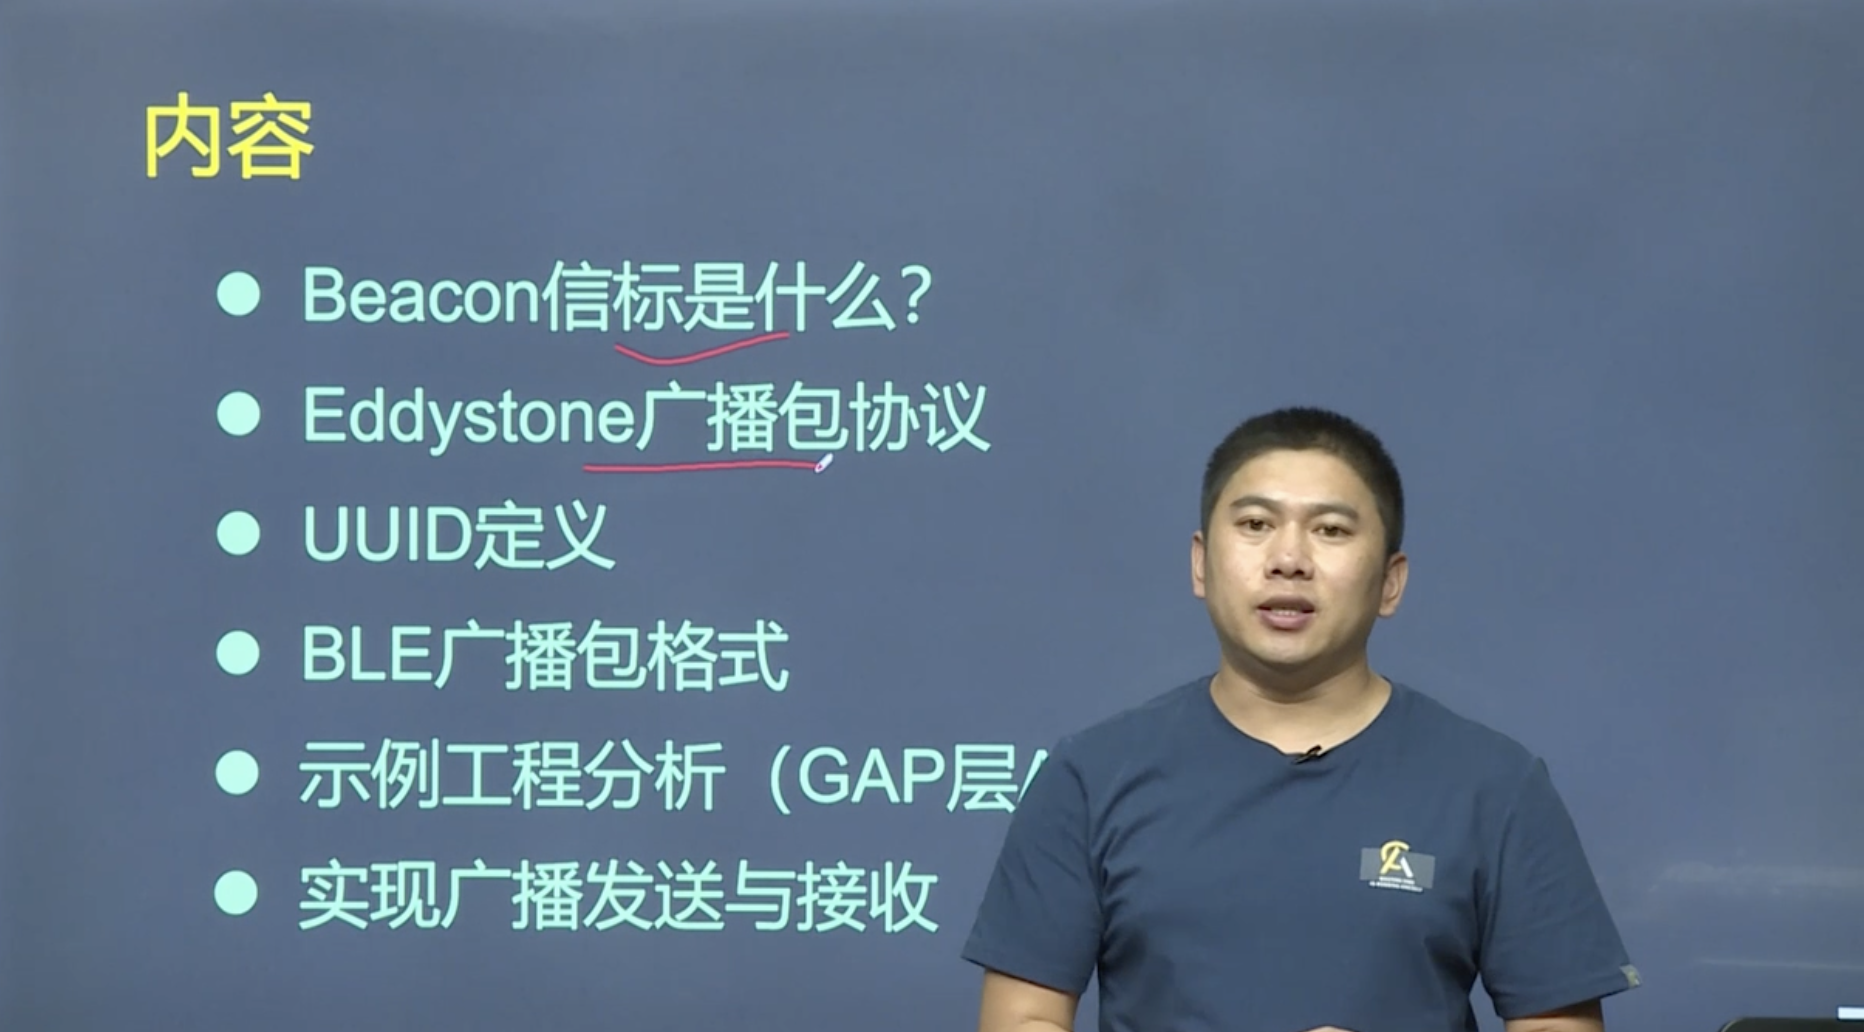 内容
Beacon信标是什么？
Eddystone广播包协议
UUID定义
BLE广播包格式
示例工程分析（GAP层A
实现广播发送与接收